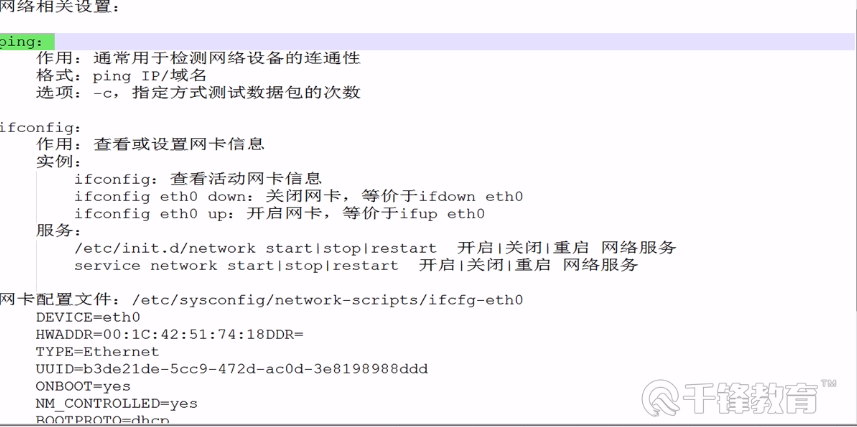 网络相关设置：
ping：
作用：通常用于检测网络设备的连通性
格式：ping IP/域名
选项：-c，指定方式测试数据包的次数
ifconfig：
作用：查看或设置网卡信息
实例：
ifconfig：查看活动网卡信息
ifconfig eth0 down：关闭网卡，等价于ifdown eth0
ifconfig eth0 up：开启网卡，等价于ifup eth0
服务：
/etc/init.d/network start|stop|restart 开启|关闭|重启 网络服务
service network start|stop|restart 开启|关闭|重启 网络服务
网卡配置文件：/etc/sysconfig/network-scripts/ifcfg-eth0
DEVICE=eth0
HWADDR=00:1C:42:51:74:18DDR=
TYPE=Ethernet
UUID=b3de21de-5cc9-472d-ac0d-3e8198988ddd
ONBOOT=yes
NM_CONTROLLED=yes
BOOTPROTO=dhcp
千锋教育™